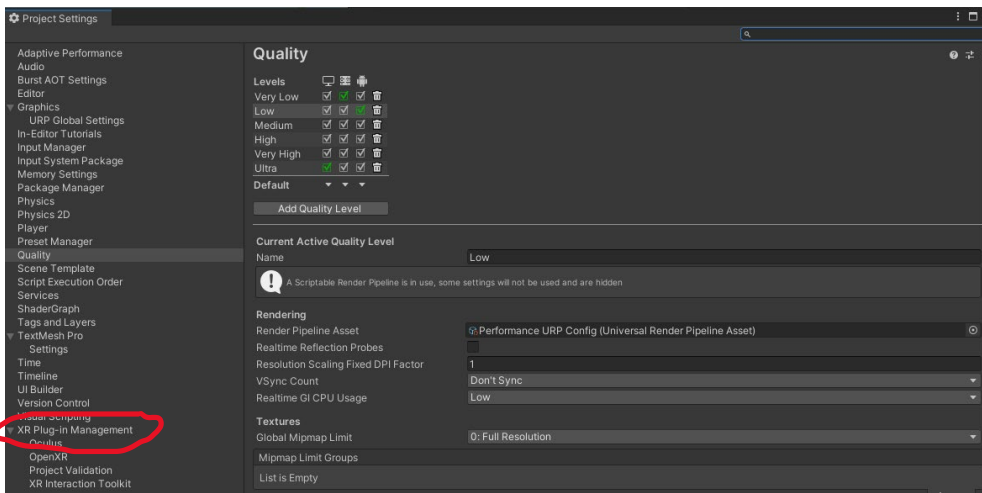 Project Settings
Adaptive Performance
Audio
Burst AOT Settings
Editor
Graphics
URP Global Settings
In-Editor Tutorials
Input Manager
Input System Package
Memory Settings
Package Manager
Physics
Physics 2D
Player
Preset Manager
Quality
Scene Template
Script Execution Order
Services
ShaderGraph
Tags and Layers
TextMesh Pro
Settings
Time
Timeline
UI Builder
Version Control
Visual Scripting
XR Plug-in Management
Oculus
OpenXR
Project Validation
XR Interaction Toolkit
Quality
Levels
Very Low
Low
Medium
High
Very High
Ultra
Default
Add Quality Level
Current Active Quality Level
Name Low
A Scriptable Render Pipeline is in use, some settings will not be used and are hidden
Rendering
Render Pipeline Asset Performance URP Config (Universal Render Pipeline Asset)
Realtime Reflection Probes
Resolution Scaling Fixed DPI Factor 1
VSync Count Don't Sync
Realtime GI CPU Usage Low
Textures
Global Mipmap Limit 0: Full Resolution
Mipmap Limit Groups
List is Empty